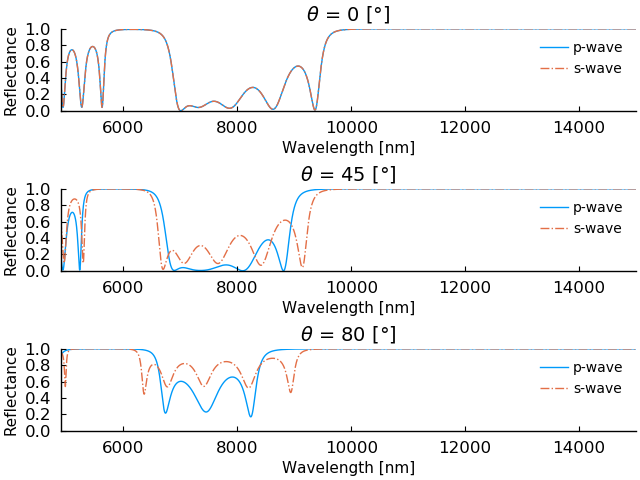 θ = 0 [°]
Reflectance
1.0
0.8
0.6
0.4
0.2
0.0
p-wave
s-wave
6000 8000 10000 12000 14000
Wavelength [nm]
θ = 45 [°]
Reflectance
1.0
0.8
0.6
0.4
0.2
0.0
p-wave
s-wave
6000 8000 10000 12000 14000
Wavelength [nm]
θ = 80 [°]
Reflectance
1.0
0.8
0.6
0.4
0.2
0.0
p-wave
s-wave
6000 8000 10000 12000 14000
Wavelength [nm]